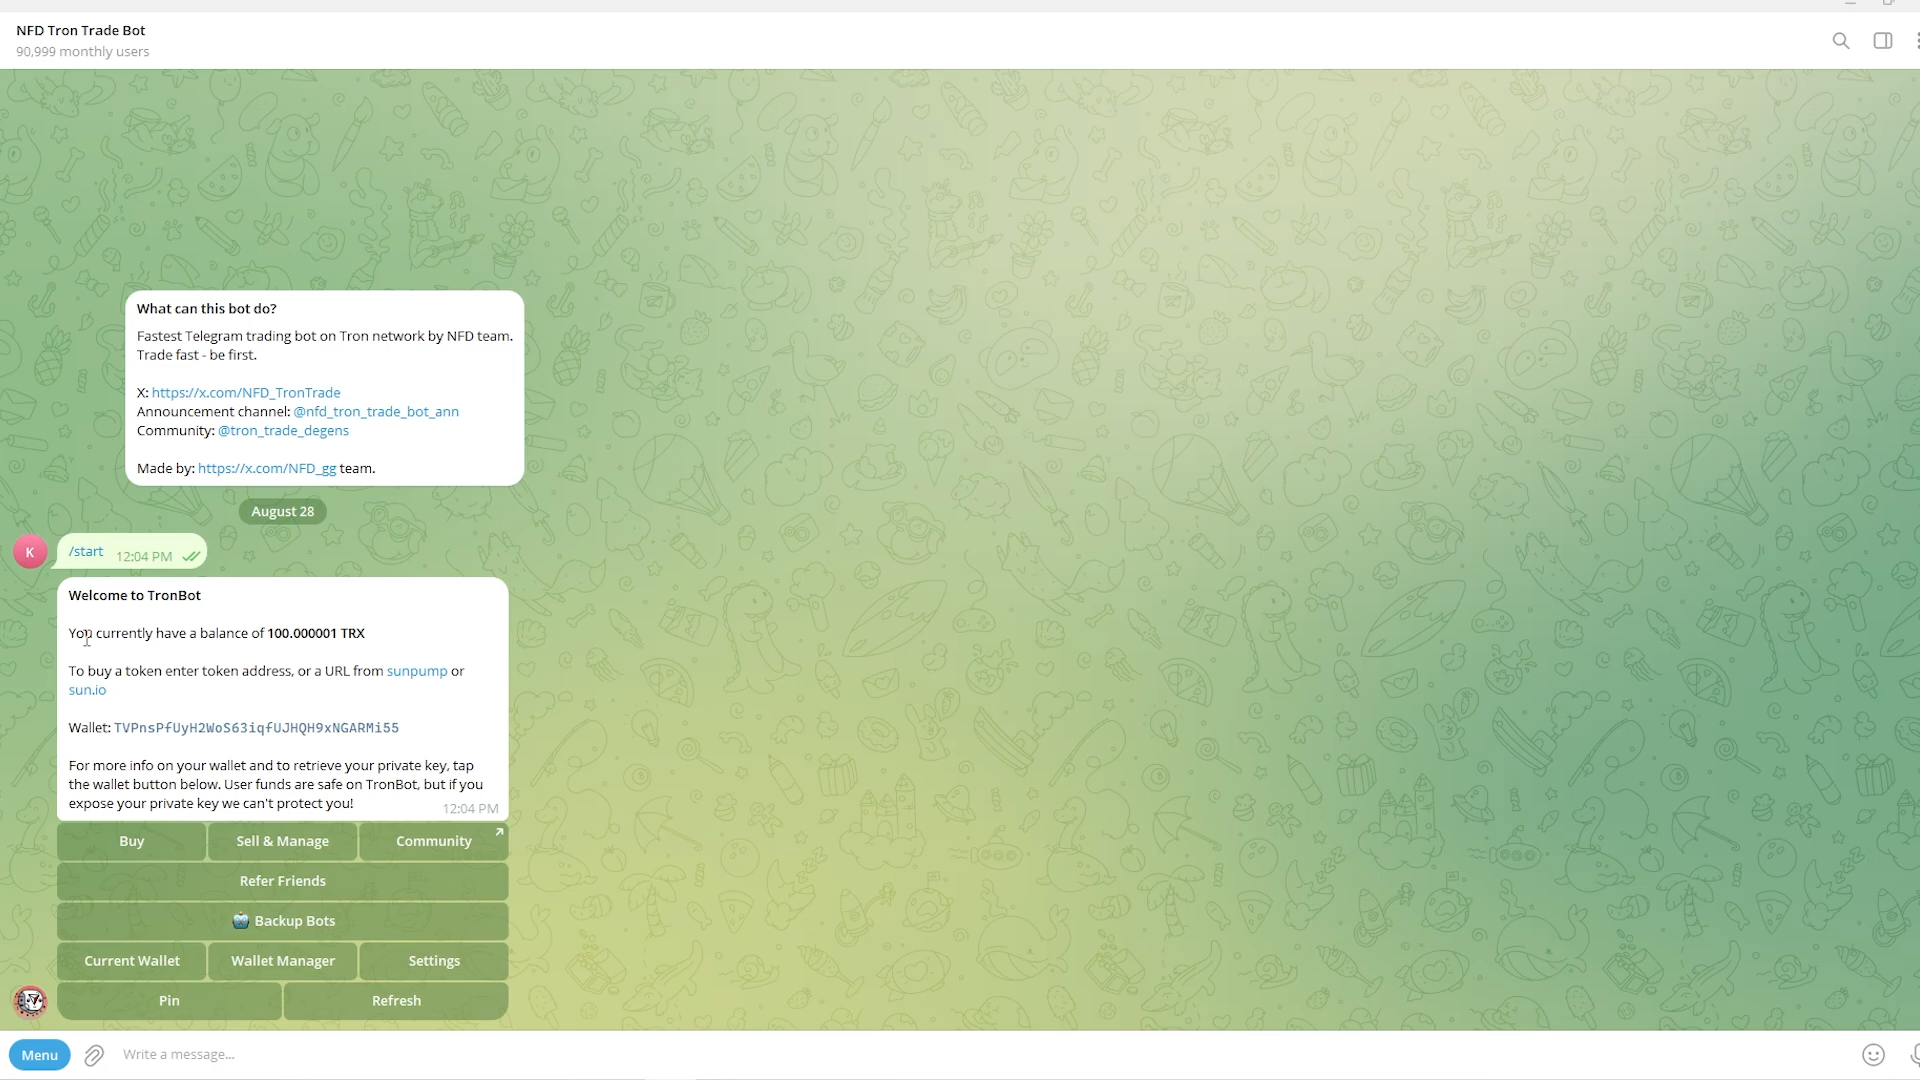 NFD Tron Trade Bot
90,999 monthly users
What can this bot do?
Fastest Telegram trading bot on Tron network by NFD team.
Trade fast - be first.
X: https://x.com/NFD_TronTrade
Announcement channel: @nfd_tron_trade_bot_ann
Community: @tron_trade_degens
Made by: https://x.com/NFD_gg team.
August 28
K
/start 12:04 PM
Welcome to TronBot
You currently have a balance of 100.000001 TRX
To buy a token enter token address, or a URL from sunpump or
sun.io
Wallet: TVPnsPfUyH2WoS63iqfUJHQH9xNGARMi55
For more info on your wallet and to retrieve your private key, tap
the wallet button below. User funds are safe on TronBot, but if you
expose your private key we can't protect you!
12:04 PM
Buy Sell & Manage Community
Refer Friends
Backup Bots
Current Wallet Wallet Manager Settings
Pin Refresh
Menu Write a message...